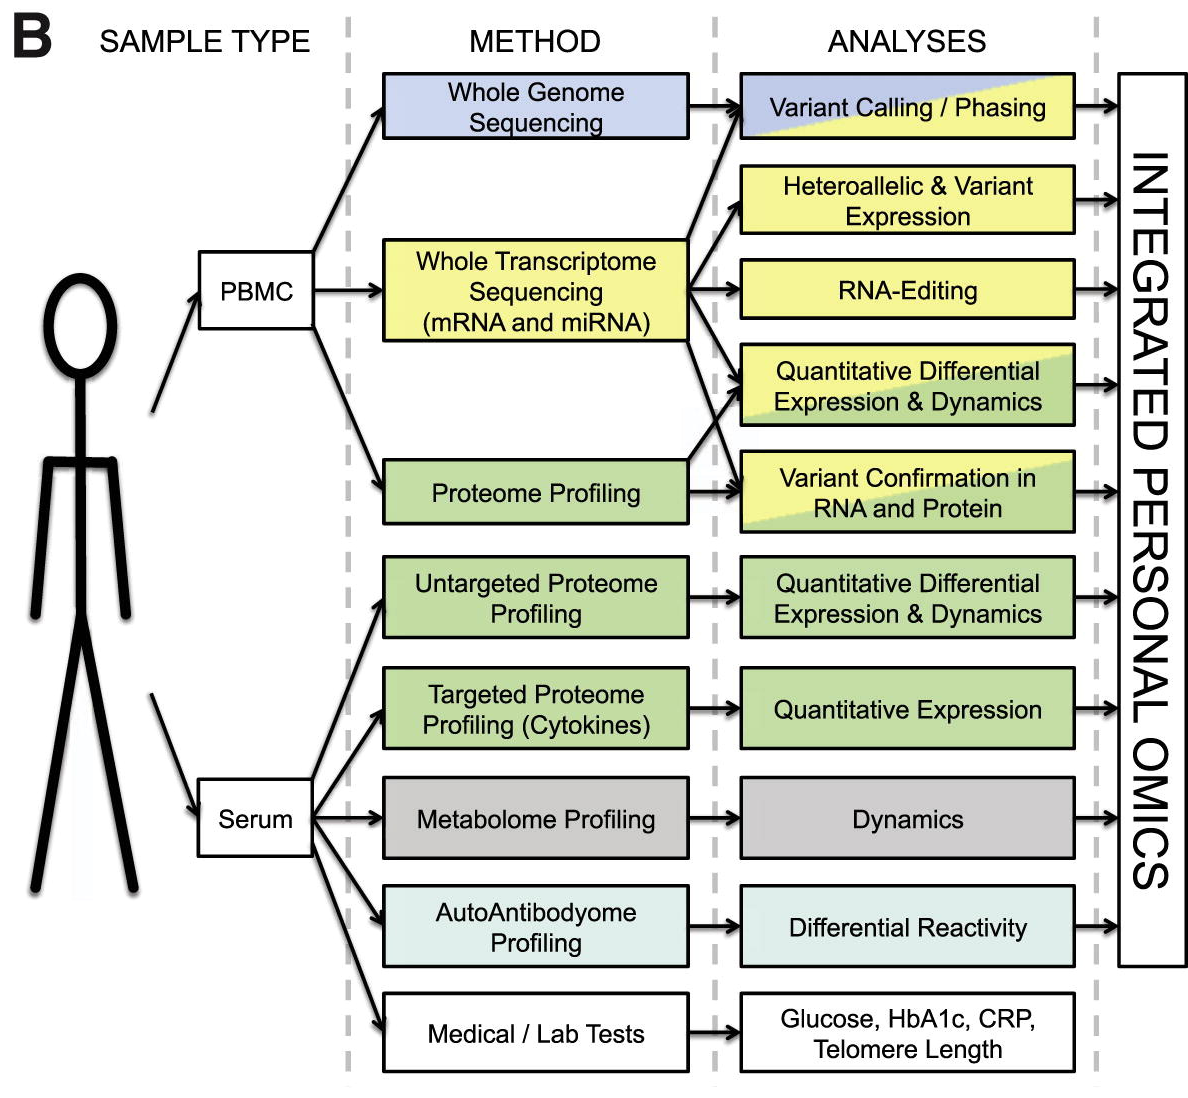 B
SAMPLE TYPE
METHOD
ANALYSES
PBMC
Serum
Whole Genome
Sequencing
Whole Transcriptome
Sequencing
(mRNA and miRNA)
Proteome Profiling
Untargeted Proteome
Profiling
Targeted Proteome
Profiling (Cytokines)
Metabolome Profiling
AutoAntibodyome
Profiling
Medical / Lab Tests
Variant Calling / Phasing
Heteroallelic & Variant
Expression
RNA-Editing
Quantitative Differential
Expression & Dynamics
Variant Confirmation in
RNA and Protein
Quantitative Differential
Expression & Dynamics
Quantitative Expression
Dynamics
Differential Reactivity
Glucose, HbA1c, CRP,
Telomere Length
INTEGRATED PERSONAL OMICS